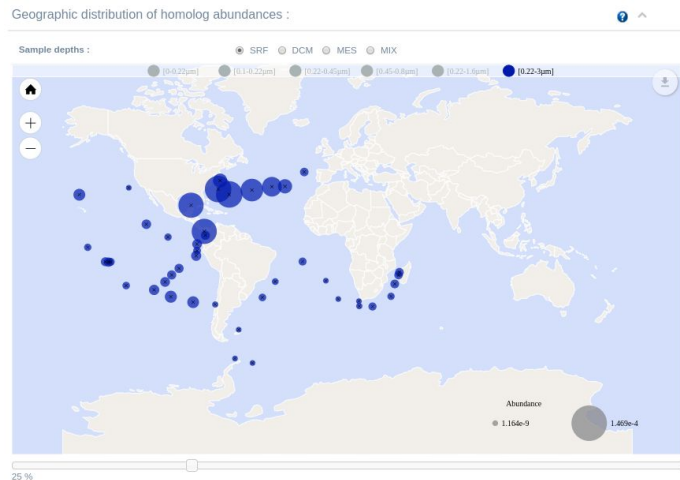 Geographic distribution of homolog abundances :
?
Sample depths : SRF DCM MES MIX
[0-0.22µm] [0.1-0.22µm] [0.22-0.45µm] [0.45-0.8µm] [0.22-1.6µm] [0.22-3µm]
+
−
Abundance
1.164e-9 1.469e-4
25 %